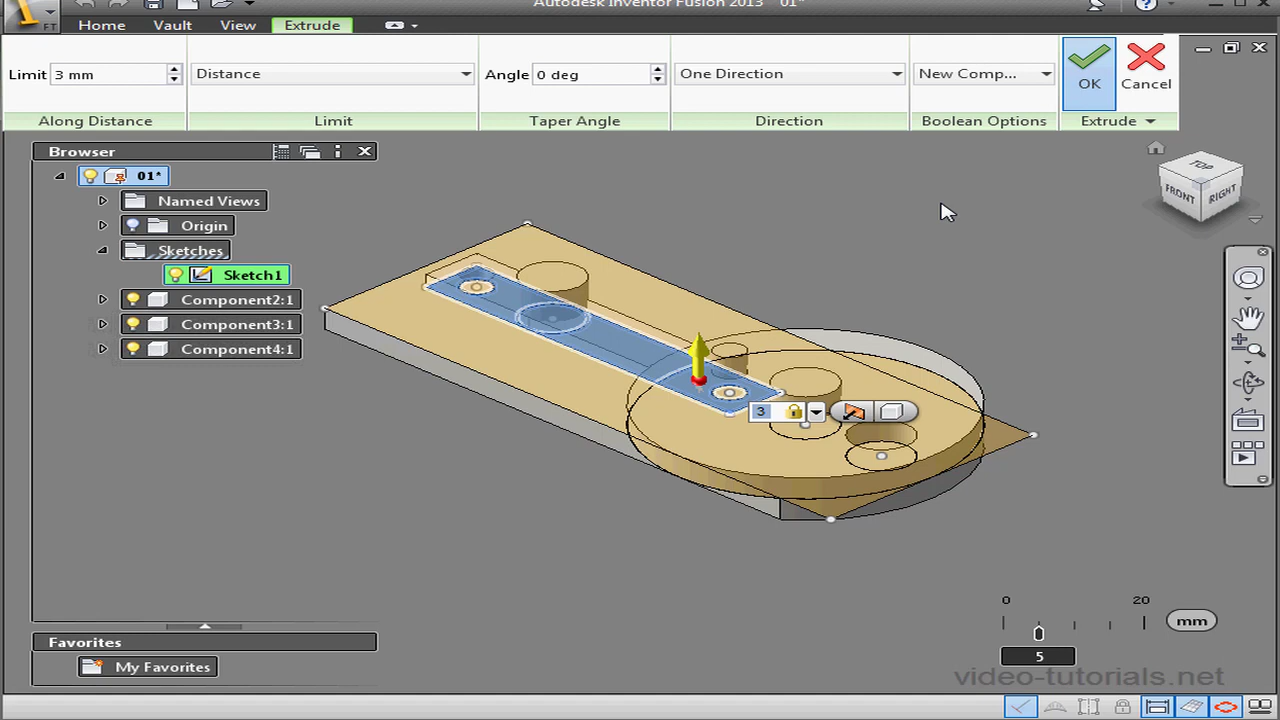 Autodesk Inventor Fusion 2013 01*
FT
Home Vault View Extrude
Limit 3 mm Distance Angle 0 deg One Direction New Comp... OK Cancel
Along Distance Limit Taper Angle Direction Boolean Options Extrude
Browser
01*
Named Views
Origin
Sketches
Sketch1
Component2:1
Component3:1
Component4:1
TOP
FRONT RIGHT
3
0 20
mm
5
Favorites
My Favorites
video-tutorials.net